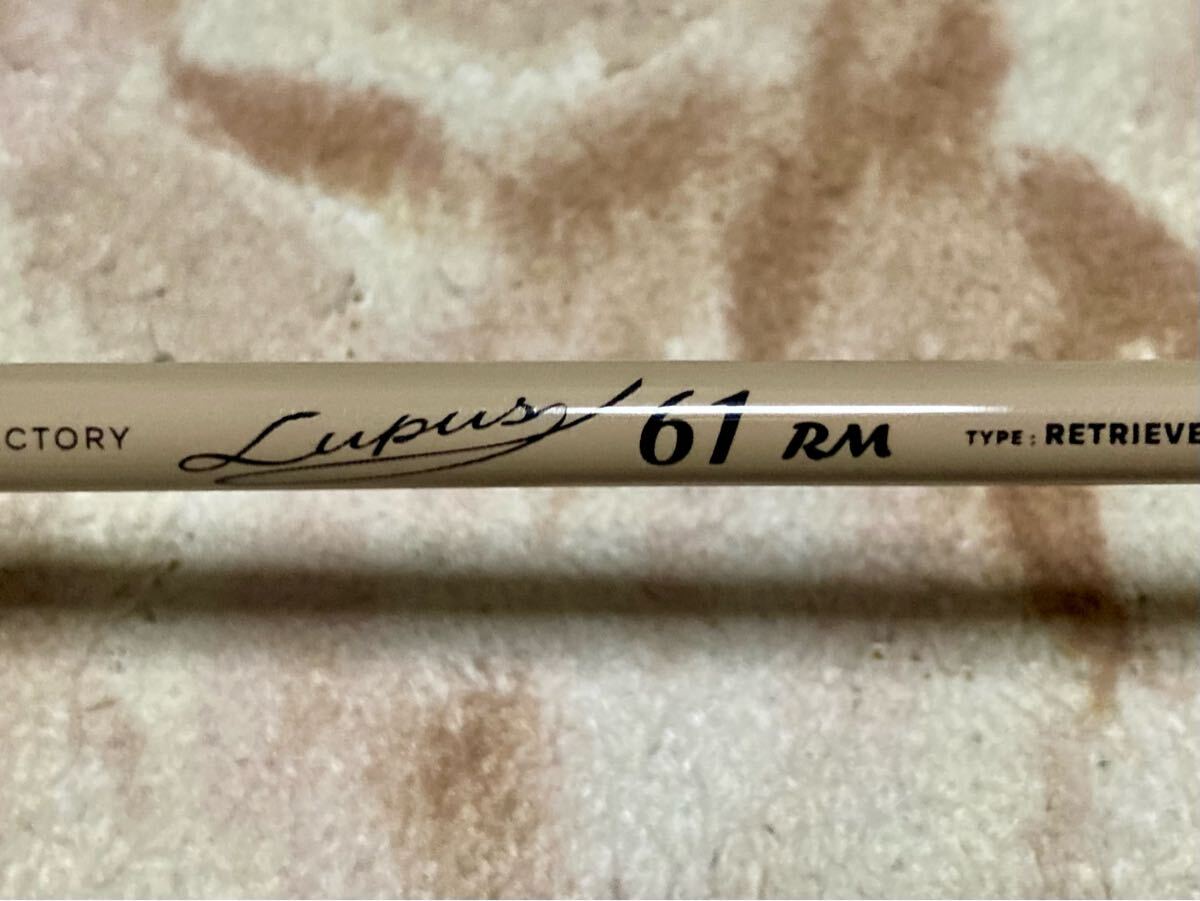 CTORY Lupus 61 RM TYPE : RETRIEVE